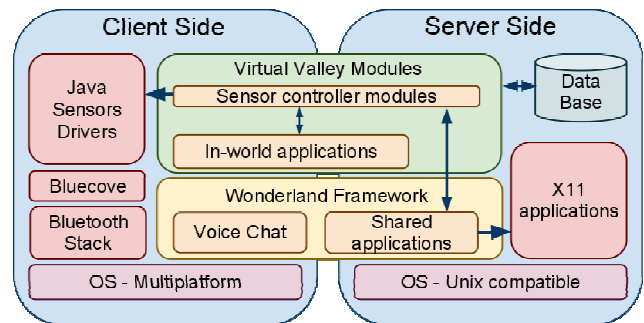 Client Side
Server Side
Virtual Valley Modules
Java
Sensors
Drivers
Sensor controller modules
Data
Base
In-world applications
Bluecove
Wonderland Framework
X11
applications
Bluetooth
Stack
Voice Chat
Shared
applications
OS - Multiplatform
OS - Unix compatible